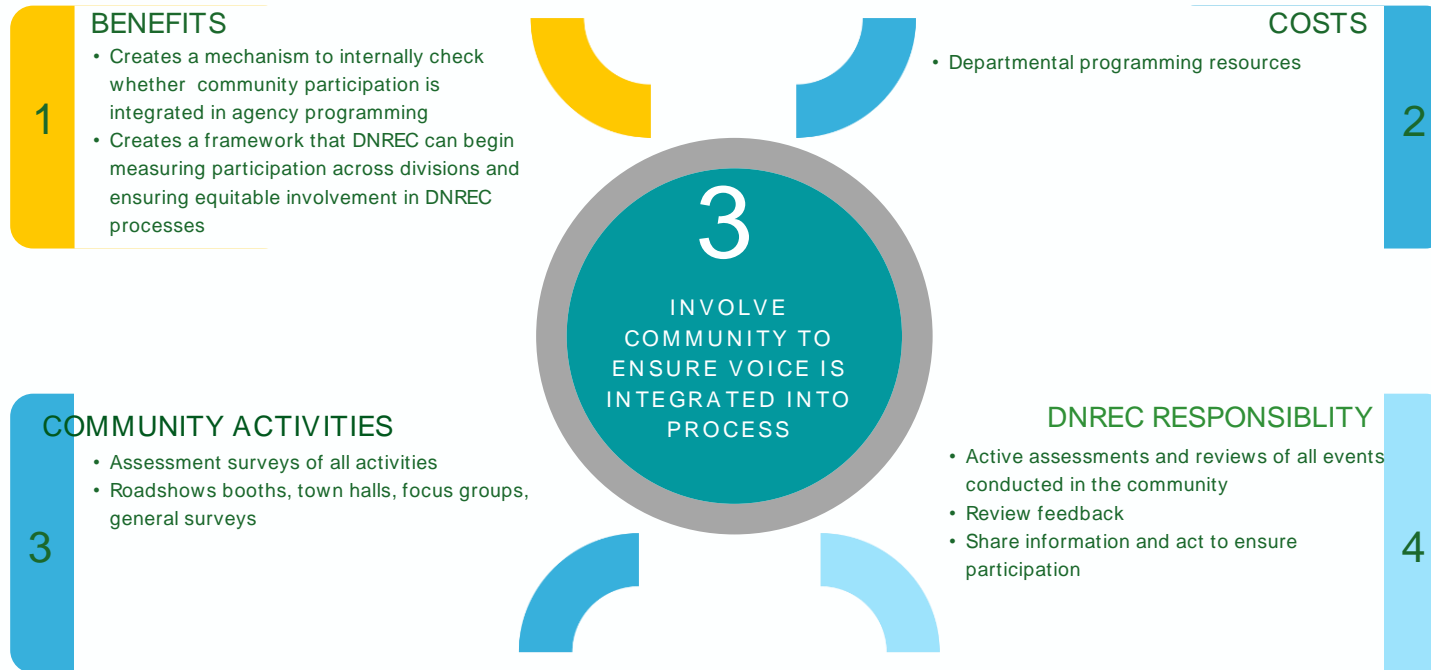 BENEFITS
• Creates a mechanism to internally check
whether community participation is
integrated in agency programming
• Creates a framework that DNREC can begin
measuring participation across divisions and
ensuring equitable involvement in DNREC
processes
1
COSTS
• Departmental programming resources
2
3
INVOLVE
COMMUNITY TO
ENSURE VOICE IS
INTEGRATED INTO
PROCESS
COMMUNITY ACTIVITIES
• Assessment surveys of all activities
• Roadshows booths, town halls, focus groups,
general surveys
3
DNREC RESPONSIBLITY
• Active assessments and reviews of all events
conducted in the community
• Review feedback
• Share information and act to ensure
participation
4